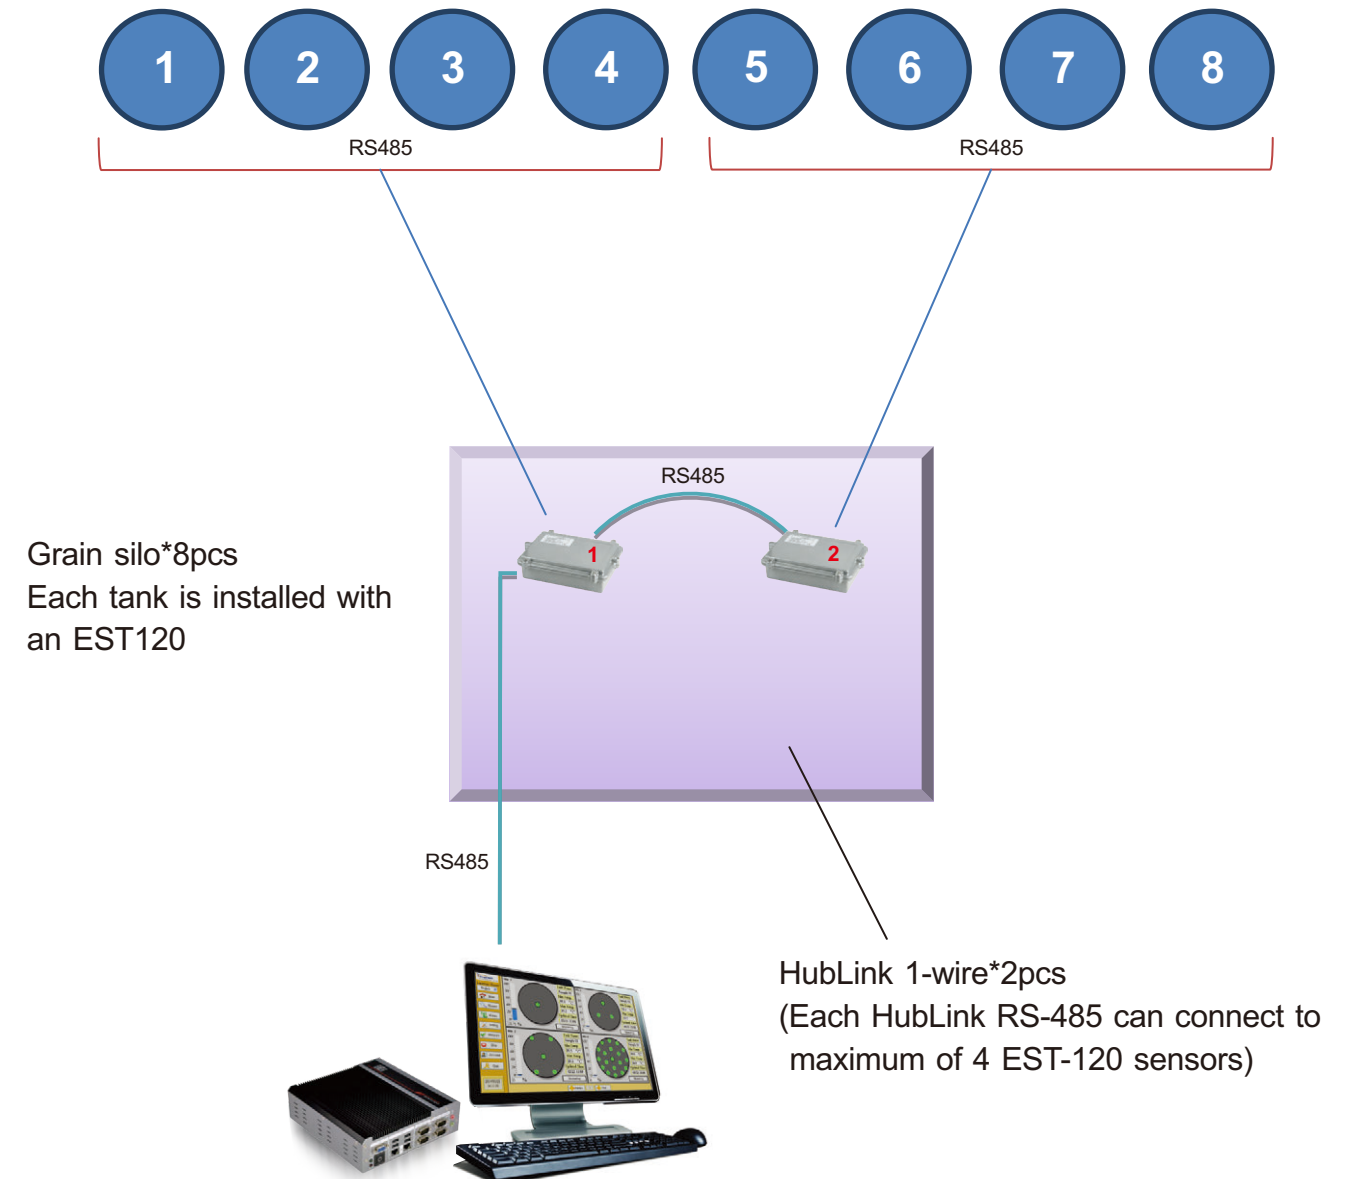 1 2 3 4 5 6 7 8
RS485
RS485
RS485
1
2
Grain silo*8pcs
Each tank is installed with
an EST120
RS485
HubLink 1-wire*2pcs
(Each HubLink RS-485 can connect to
maximum of 4 EST-120 sensors)